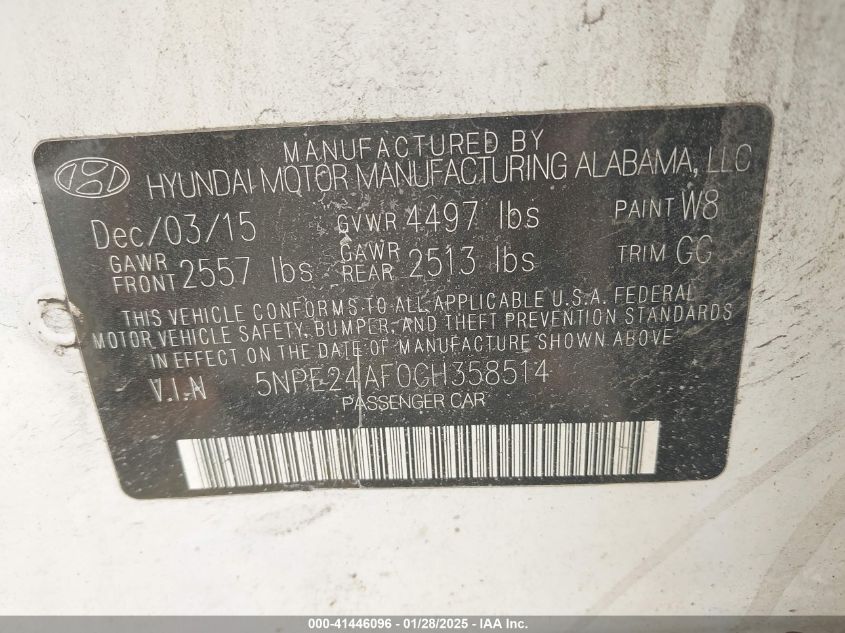 MANUFACTURED BY
HYUNDAI MOTOR MANUFACTURING ALABAMA, LLC
Dec/03/15 GVWR 4497 lbs PAINT W8
GAWR FRONT 2557 lbs GAWR REAR 2513 lbs TRIM GC
THIS VEHICLE CONFORMS TO ALL APPLICABLE U.S.A. FEDERAL
MOTOR VEHICLE SAFETY, BUMPER, AND THEFT PREVENTION STANDARDS
IN EFFECT ON THE DATE OF MANUFACTURE SHOWN ABOVE
V.I.N 5NPE24AF0GH358514
PASSENGER CAR
000-41446096 - 01/28/2025 - IAA Inc.